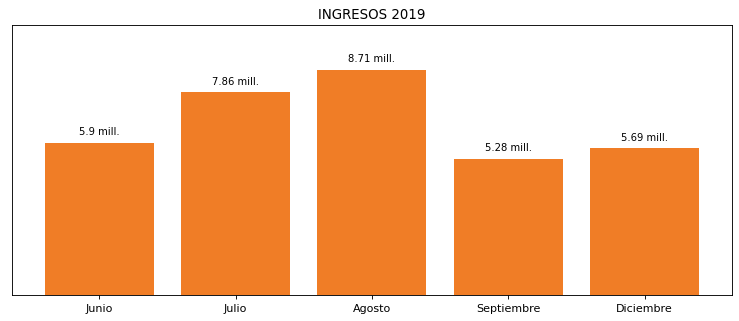 INGRESOS 2019
5.9 mill.
7.86 mill.
8.71 mill.
5.28 mill.
5.69 mill.
Junio
Julio
Agosto
Septiembre
Diciembre